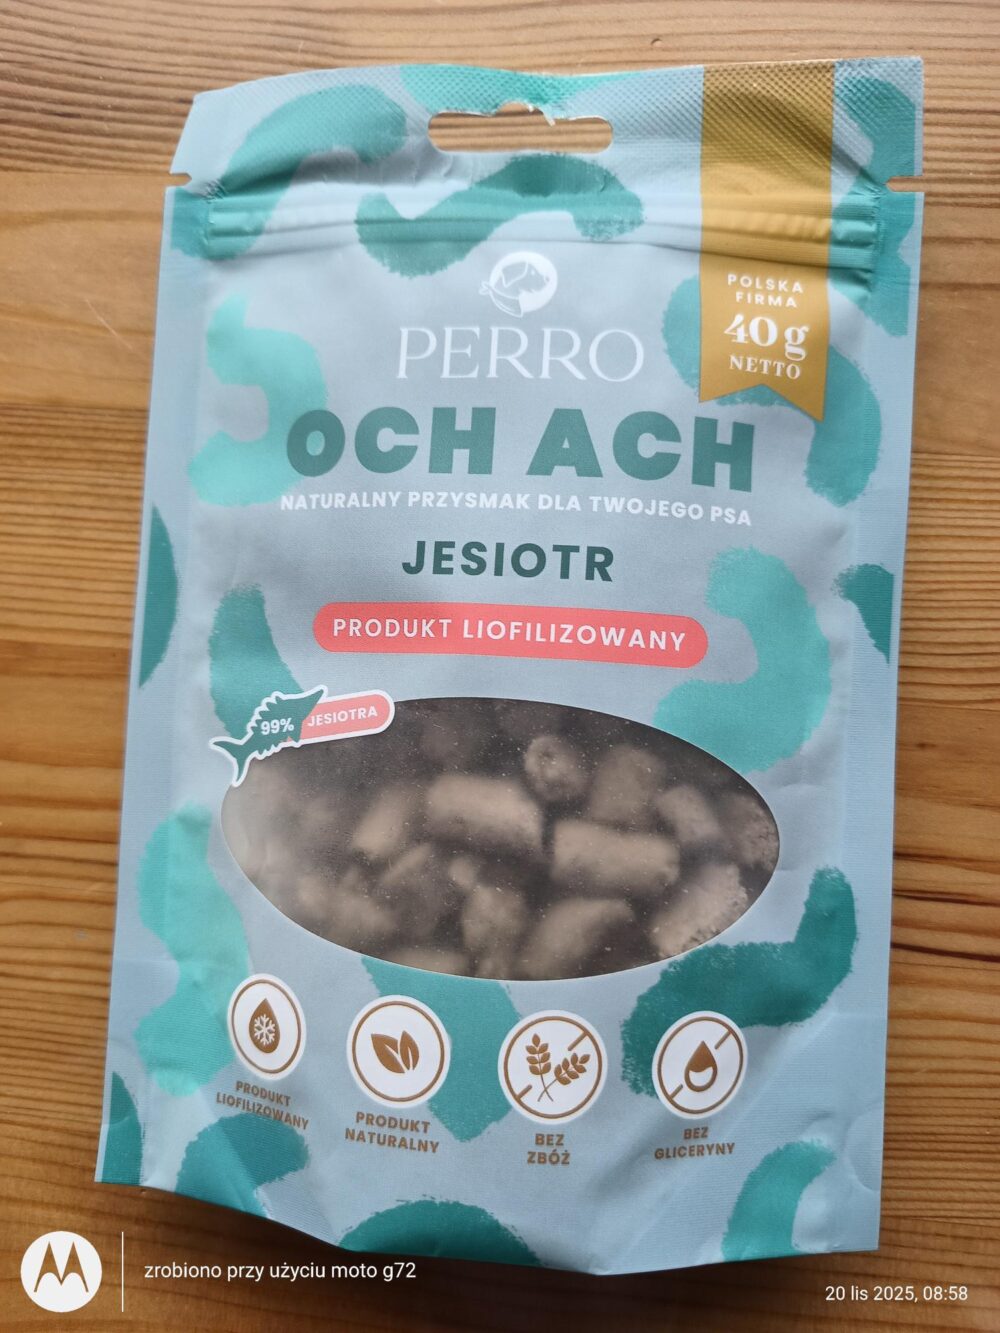 POLSKA
FIRMA
40 g
NETTO
PERRO
OCH ACH
NATURALNY PRZYSMAK DLA TWOJEGO PSA
JESIOTR
PRODUKT LIOFILIZOWANY
99% JESIOTRA
PRODUKT
LIOFILIZOWANY
PRODUKT
NATURALNY
BEZ
ZBÓŻ
BEZ
GLICERYNY
zrobiono przy użyciu moto g72
20 lis 2025, 08:58